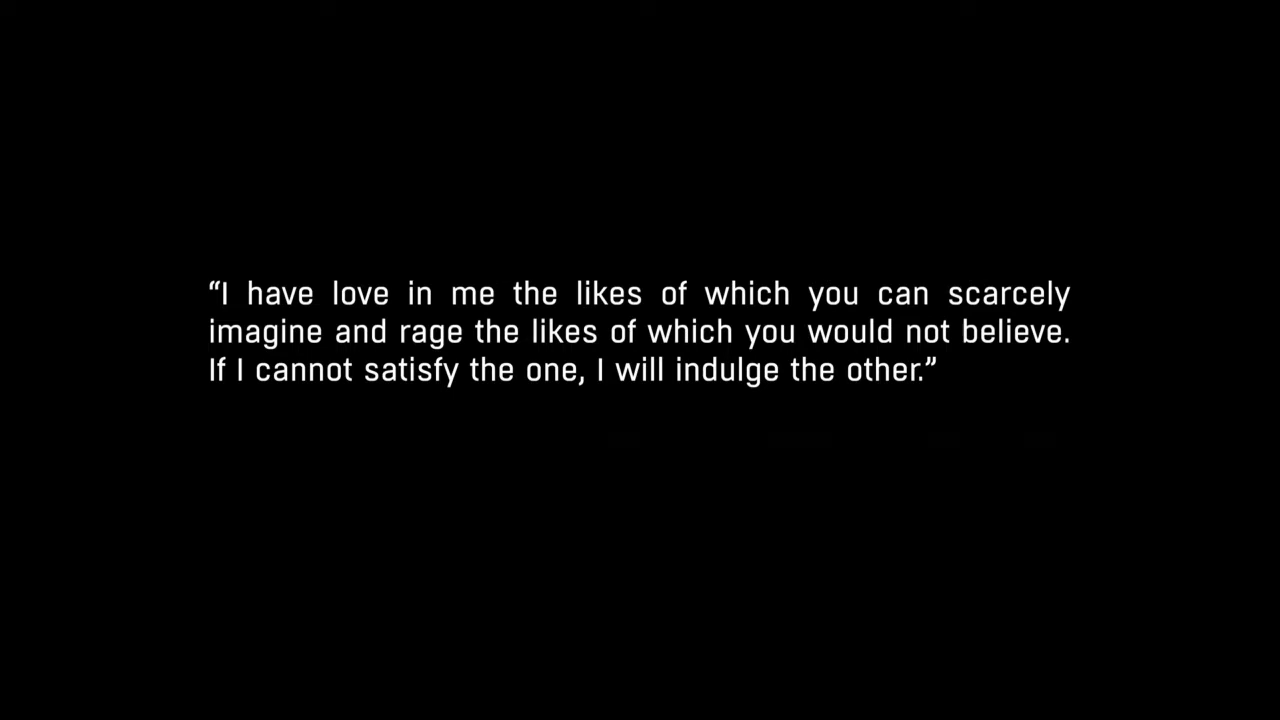 “I have love in me the likes of which you can scarcely
imagine and rage the likes of which you would not believe.
If I cannot satisfy the one, I will indulge the other.”